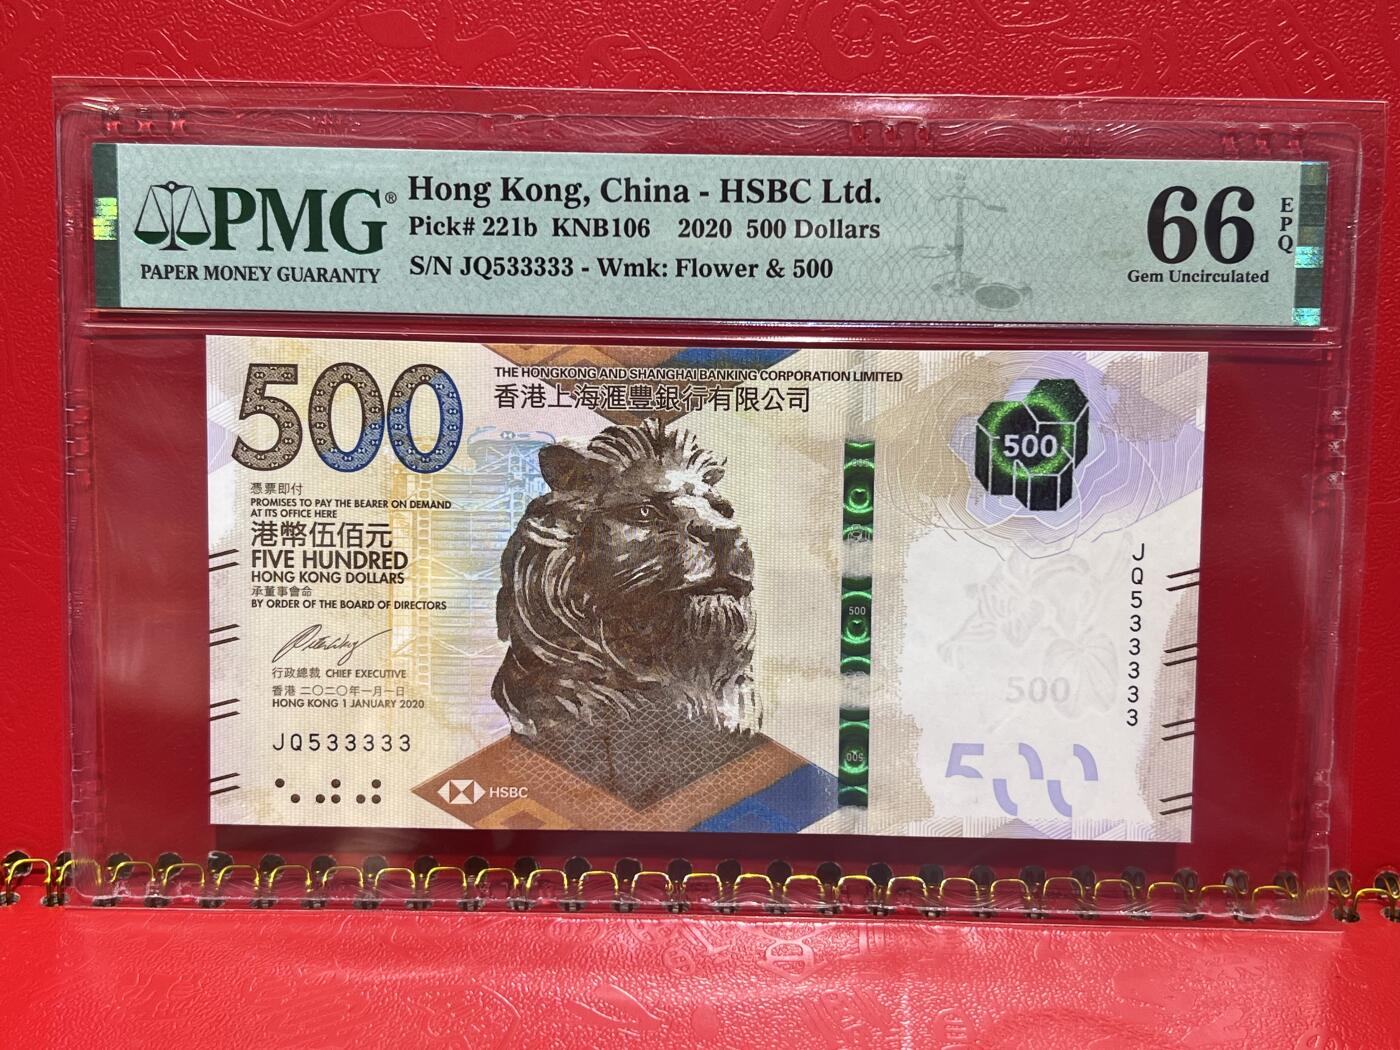 PMG®
PAPER MONEY GUARANTY
Hong Kong, China - HSBC Ltd.
Pick# 221b KNB106 2020 500 Dollars
S/N JQ533333 - Wmk: Flower & 500
66
EPQ
Gem Uncirculated
500
THE HONGKONG AND SHANGHAI BANKING CORPORATION LIMITED
香港上海滙豐銀行有限公司
憑票即付
PROMISES TO PAY THE BEARER ON DEMAND
AT ITS OFFICE HERE
港幣伍佰元
FIVE HUNDRED
HONG KONG DOLLARS
承董事會命
BY ORDER OF THE BOARD OF DIRECTORS
行政總裁 CHIEF EXECUTIVE
香港 二〇二〇年一月一日
HONG KONG 1 JANUARY 2020
JQ533333
HSBC
500
500
500
JQ533333
500
500